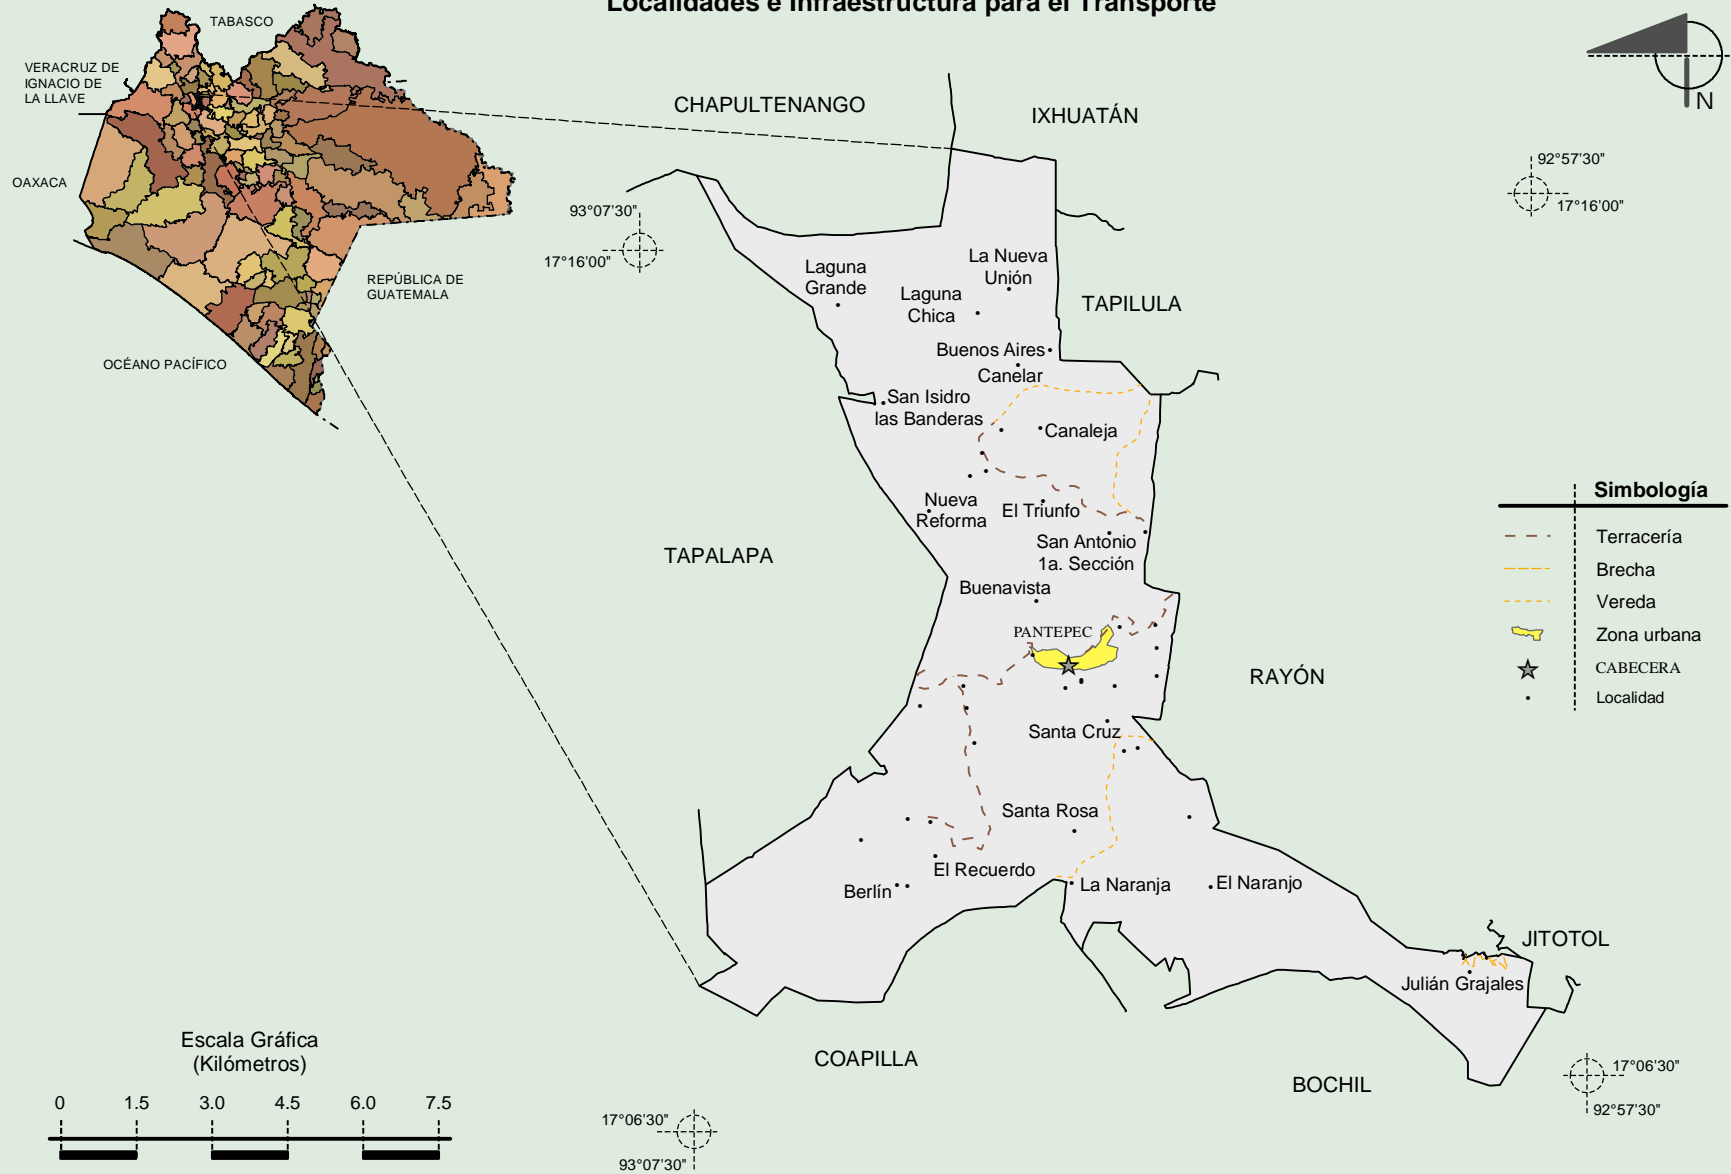 Localidades e Infraestructura para el Transporte
TABASCO
VERACRUZ DE
IGNACIO DE
LA LLAVE
OAXACA
REPÚBLICA DE
GUATEMALA
OCÉANO PACÍFICO
N
CHAPULTENANGO
IXHUATÁN
92°57'30"
17°16'00"
93°07'30"
17°16'00"
Laguna
Grande
La Nueva
Unión
Laguna
Chica
TAPILULA
Buenos Aires
Canelar
San Isidro
las Banderas
Canaleja
Nueva
Reforma
El Triunfo
San Antonio
1a. Sección
TAPALAPA
Buenavista
PANTEPEC
RAYÓN
Santa Cruz
Santa Rosa
El Recuerdo
Berlín
La Naranja
El Naranjo
JITOTOL
Julián Grajales
COAPILLA
BOCHIL
Simbología
Terracería
Brecha
Vereda
Zona urbana
CABECERA
Localidad
Escala Gráfica
(Kilómetros)
0 1.5 3.0 4.5 6.0 7.5
17°06'30"
93°07'30"
17°06'30"
92°57'30"